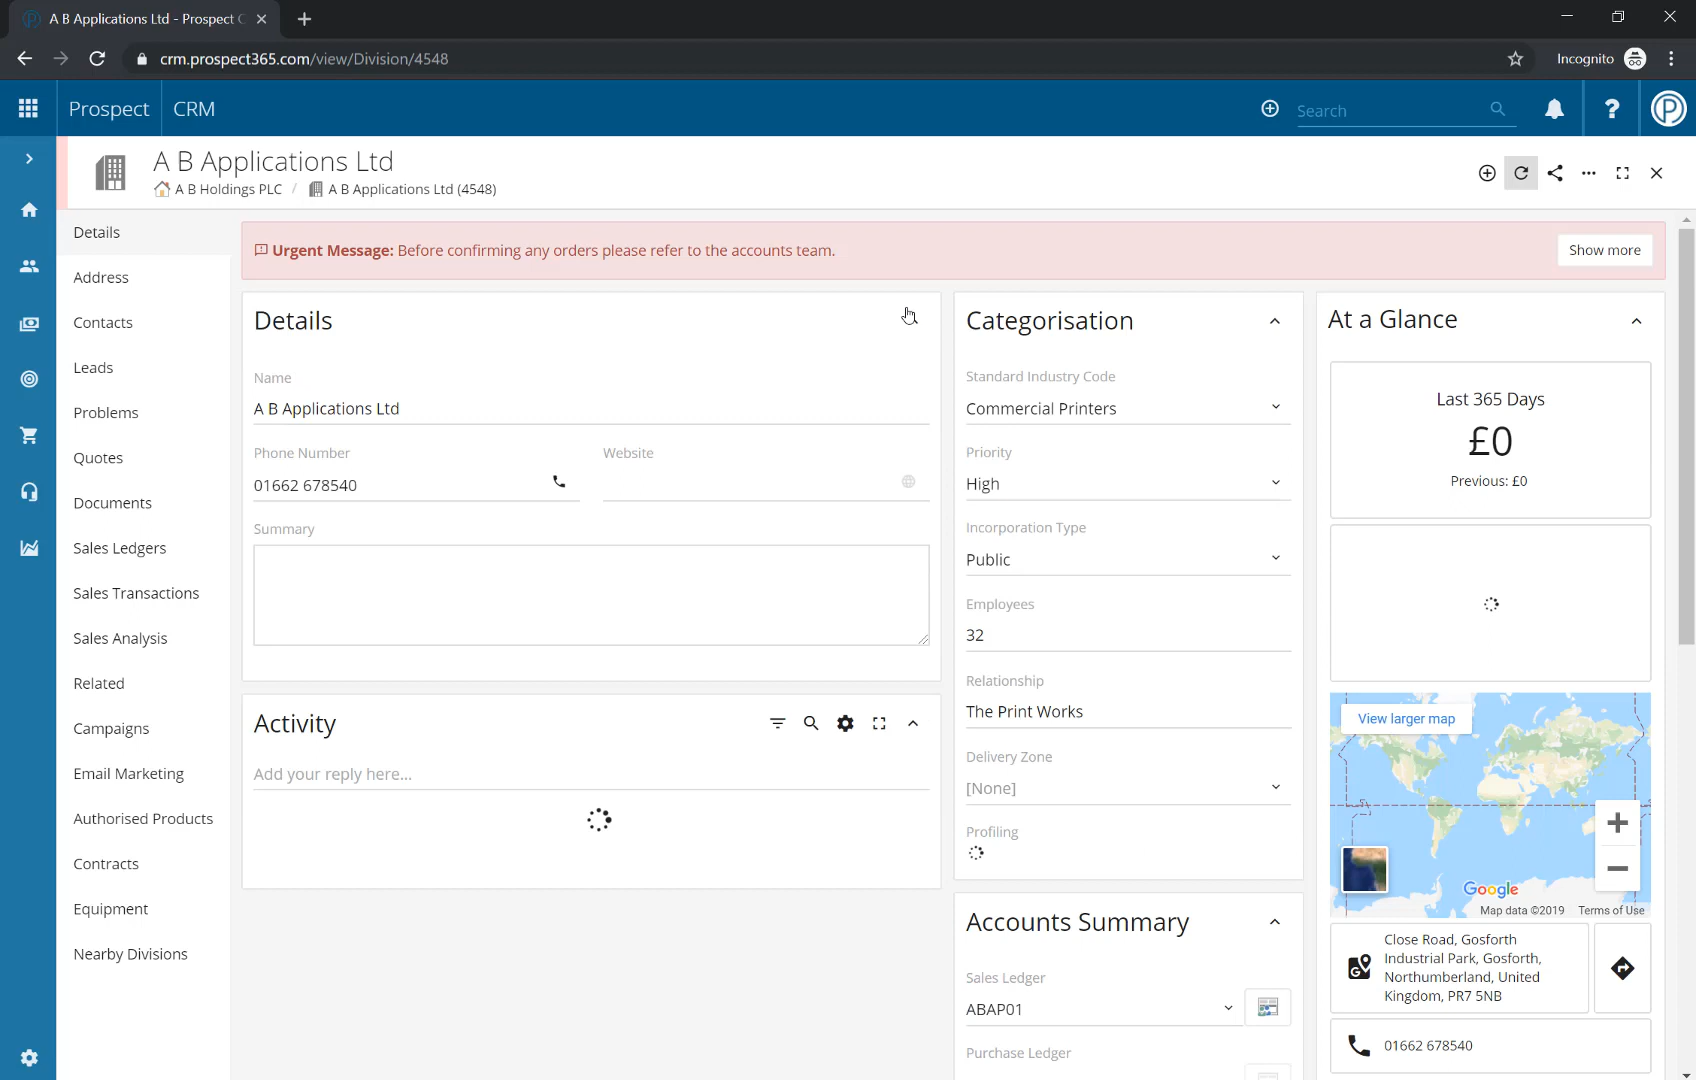 A B Applications Ltd - Prospect C
crm.prospect365.com/view/Division/4548
Incognito
Prospect
CRM
Search
A B Applications Ltd
A B Holdings PLC / A B Applications Ltd (4548)
Details
Address
Contacts
Leads
Problems
Quotes
Documents
Sales Ledgers
Sales Transactions
Sales Analysis
Related
Campaigns
Email Marketing
Authorised Products
Contracts
Equipment
Nearby Divisions
Urgent Message: Before confirming any orders please refer to the accounts team.
Show more
Details
Name
A B Applications Ltd
Phone Number
01662 678540
Website
Summary
Activity
Add your reply here...
Categorisation
Standard Industry Code
Commercial Printers
Priority
High
Incorporation Type
Public
Employees
32
Relationship
The Print Works
Delivery Zone
[None]
Profiling
Accounts Summary
Sales Ledger
ABAP01
Purchase Ledger
At a Glance
Last 365 Days
£0
Previous: £0
View larger map
Google
Map data ©2019 Terms of Use
Close Road, Gosforth
Industrial Park, Gosforth,
Northumberland, United
Kingdom, PR7 5NB
01662 678540